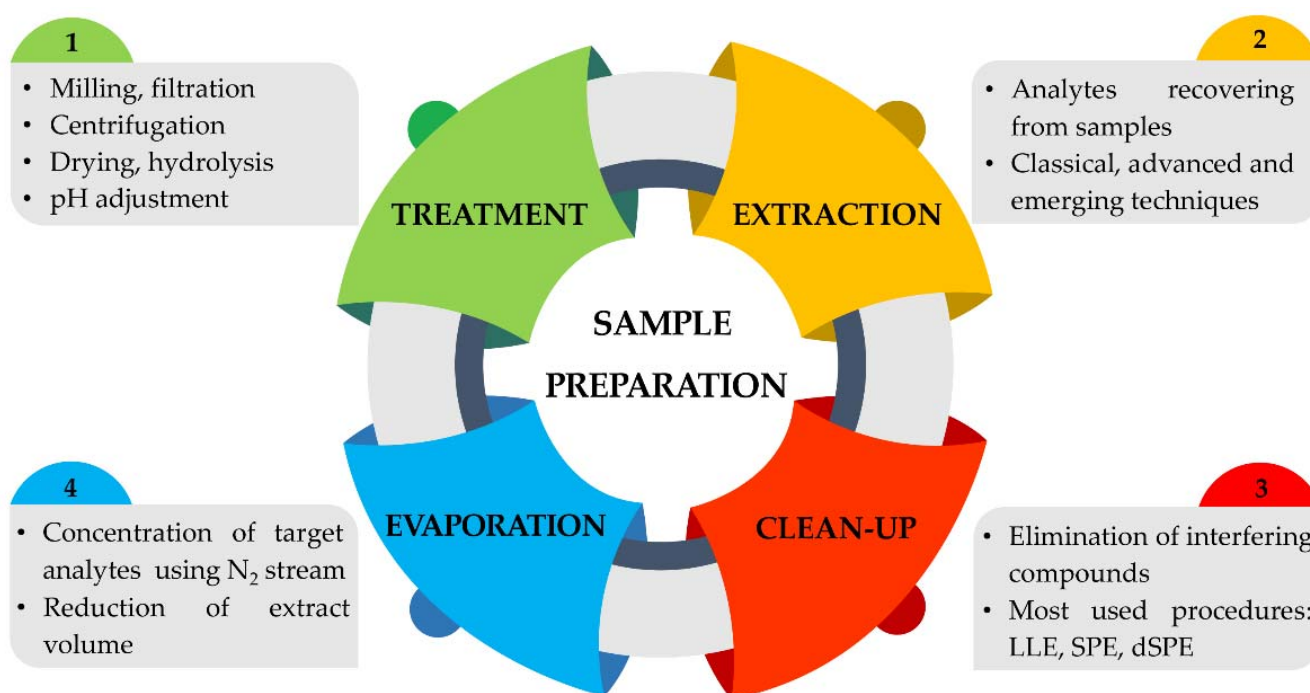 1
• Milling, filtration
• Centrifugation
• Drying, hydrolysis
• pH adjustment
2
• Analytes recovering
from samples
• Classical, advanced and
emerging techniques
TREATMENT
EXTRACTION
SAMPLE
PREPARATION
EVAPORATION
CLEAN-UP
4
• Concentration of target
analytes using N₂ stream
• Reduction of extract
volume
3
• Elimination of interfering
compounds
• Most used procedures:
LLE, SPE, dSPE